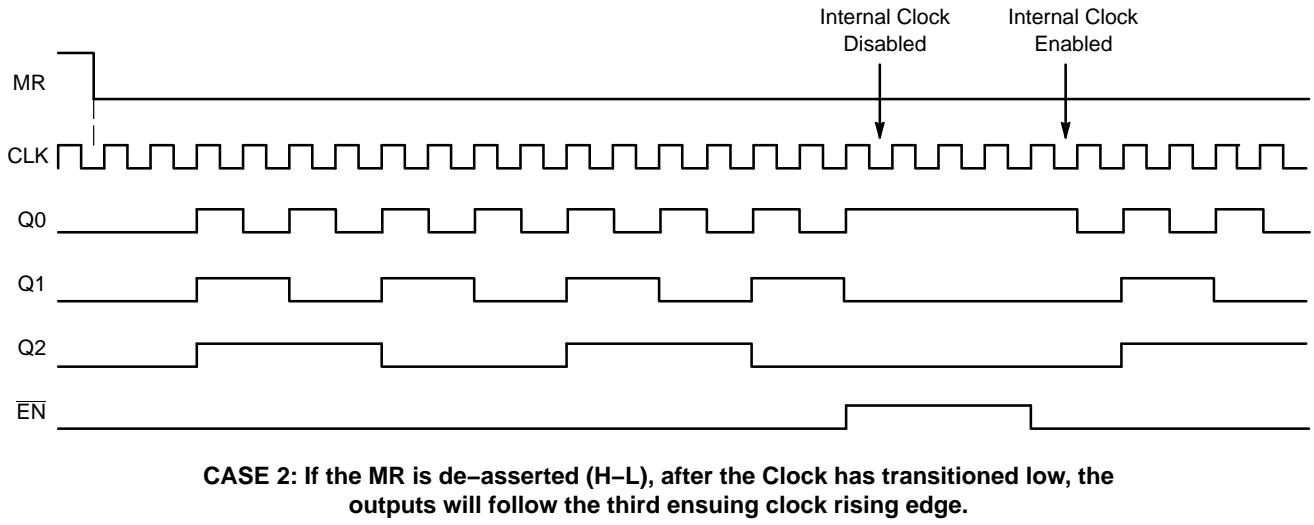 Internal Clock
Disabled
Internal Clock
Enabled
MR
CLK
Q0
Q1
Q2
EN
CASE 2: If the MR is de−asserted (H−L), after the Clock has transitioned low, the
outputs will follow the third ensuing clock rising edge.